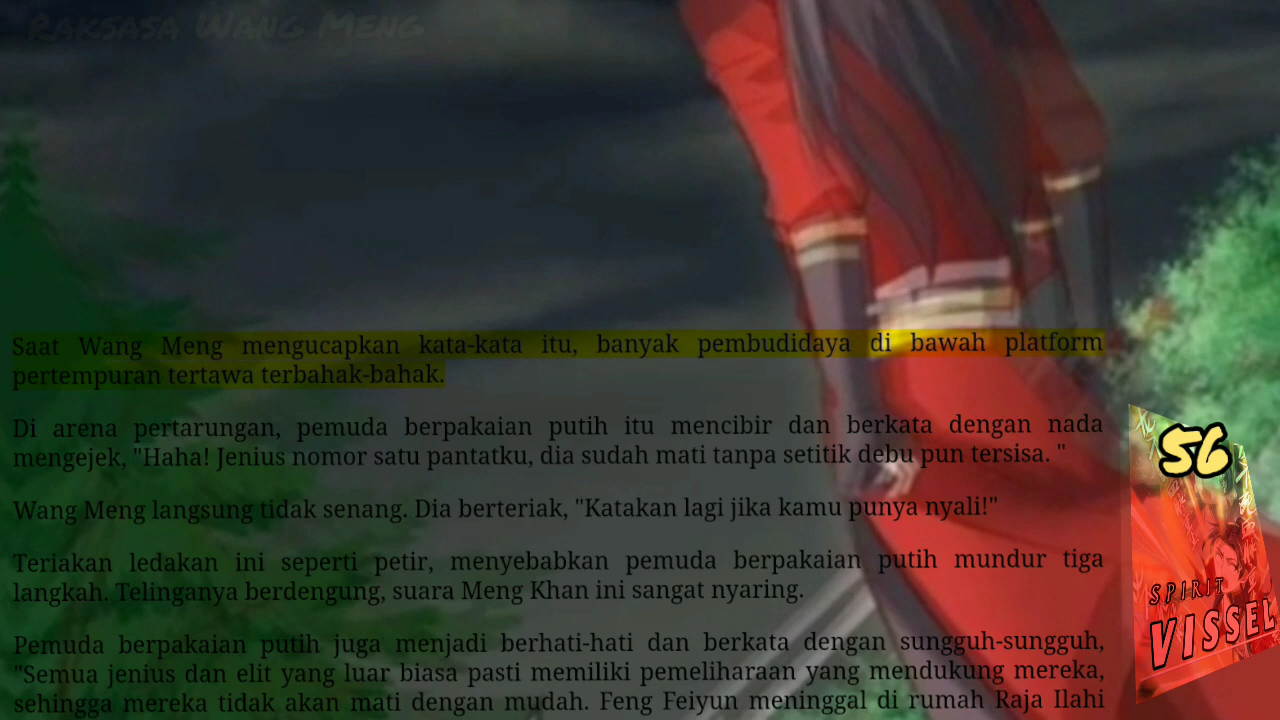 Raksasa Wang Meng
Saat Wang Meng mengucapkan kata-kata itu, banyak pembudidaya di bawah platform
pertempuran tertawa terbahak-bahak.
Di arena pertarungan, pemuda berpakaian putih itu mencibir dan berkata dengan nada
mengejek, "Haha! Jenius nomor satu pantatku, dia sudah mati tanpa setitik debu pun tersisa. "
Wang Meng langsung tidak senang. Dia berteriak, "Katakan lagi jika kamu punya nyali!"
Teriakan ledakan ini seperti petir, menyebabkan pemuda berpakaian putih mundur tiga
langkah. Telinganya berdengung, suara Meng Khan ini sangat nyaring.
Pemuda berpakaian putih juga menjadi berhati-hati dan berkata dengan sungguh-sungguh,
"Semua jenius dan elit yang luar biasa pasti memiliki pemeliharaan yang mendukung mereka,
sehingga mereka tidak akan mati dengan mudah. Feng Feiyun meninggal di rumah Raja Ilahi
56
SPIRIT
VISSEL